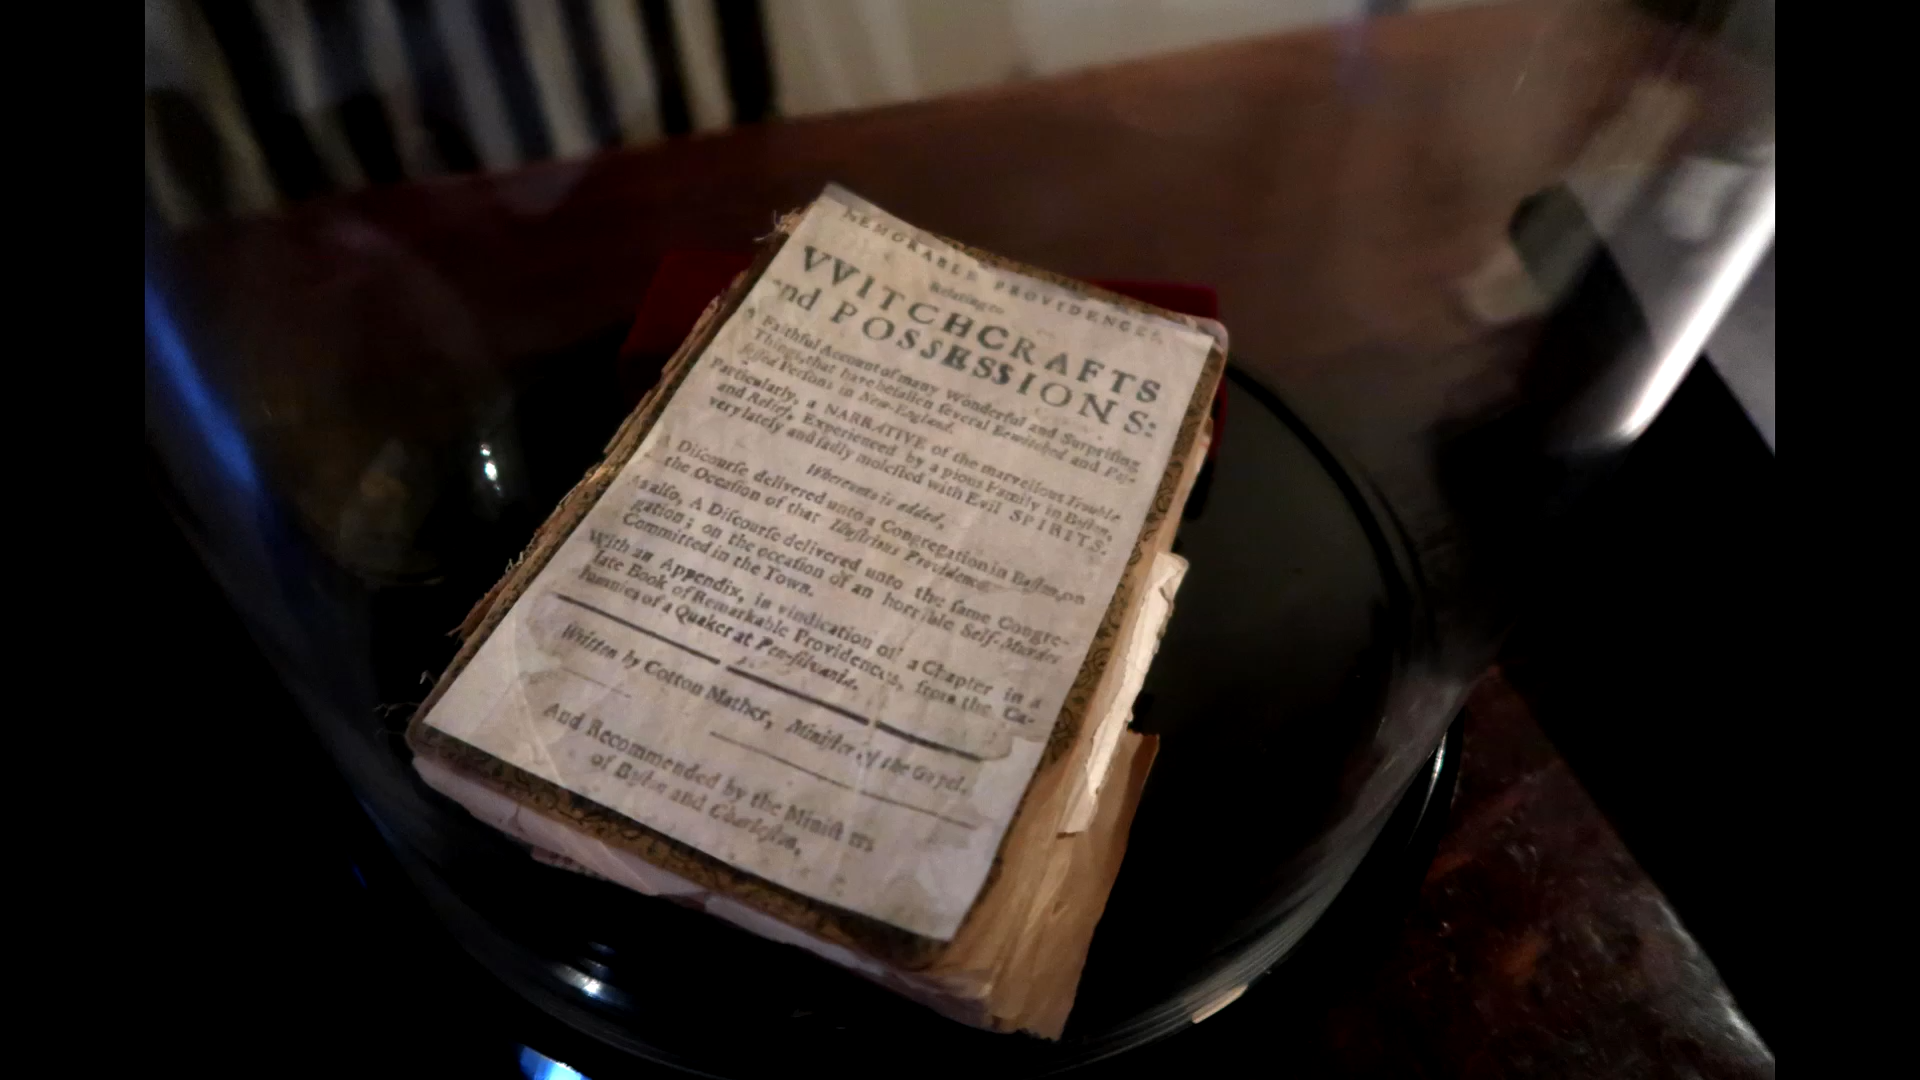 MEMORABLE PROVIDENCES
Relating to
VVITCHCRAFTS
nd POSSESSIONS:
A Faithful Account of many Wonderful and Surprising
Things, that have befallen several Bewitched and Pos-
sessed Persons in New-England.
Particularly, a NARRATIVE of the marvellous Trouble
and Relief, Experienced by a pious Family in Boston,
very lately and sadly molested with Evil SPIRITS.
Whereunto is added,
A Discourse delivered unto a Congregation in Boston, on
the Occasion of that Illustrious Providence.
As also, A Discourse delivered unto the same Congre-
gation; on the occasion of an horrible Self-Murder
Committed in the Town.
With an Appendix, in vindication of a Chapter in a
late Book of Remarkable Providences, from the Ca-
lumnies of a Quaker at Pen-silvania.
Written by Cotton Mather, Minister of the Gospel.
And Recommended by the Minist ers
of Boston and Charleston.